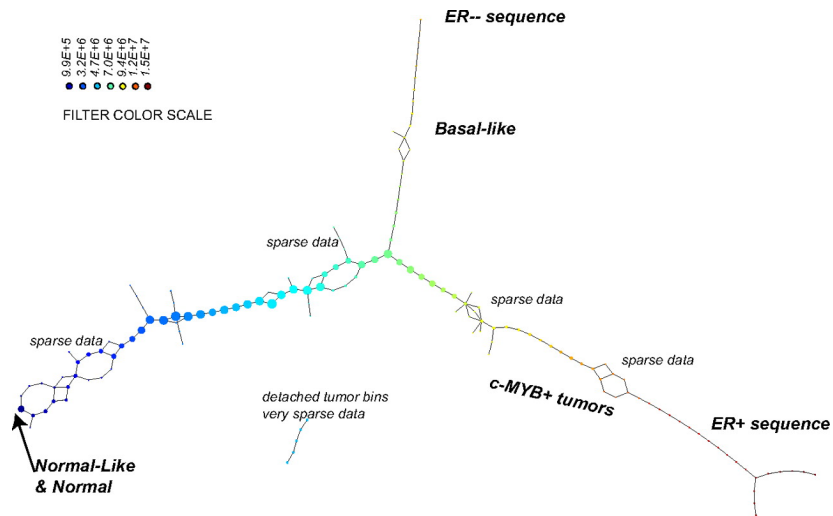 ER-- sequence
9.9E+5
3.2E+6
4.7E+6
7.0E+6
9.4E+6
1.2E+7
1.5E+7
FILTER COLOR SCALE
Basal-like
sparse data
sparse data
sparse data
sparse data
detached tumor bins
very sparse data
c-MYB+ tumors
ER+ sequence
Normal-Like
& Normal